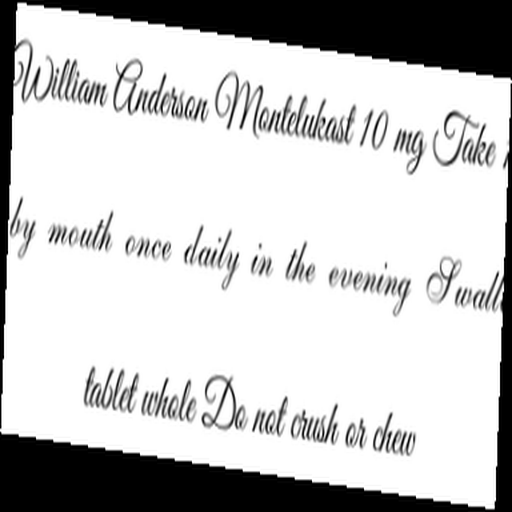 William Anderson Montelukast 10 mg Take
by mouth once daily in the evening
tablet whole Do not crush or chew